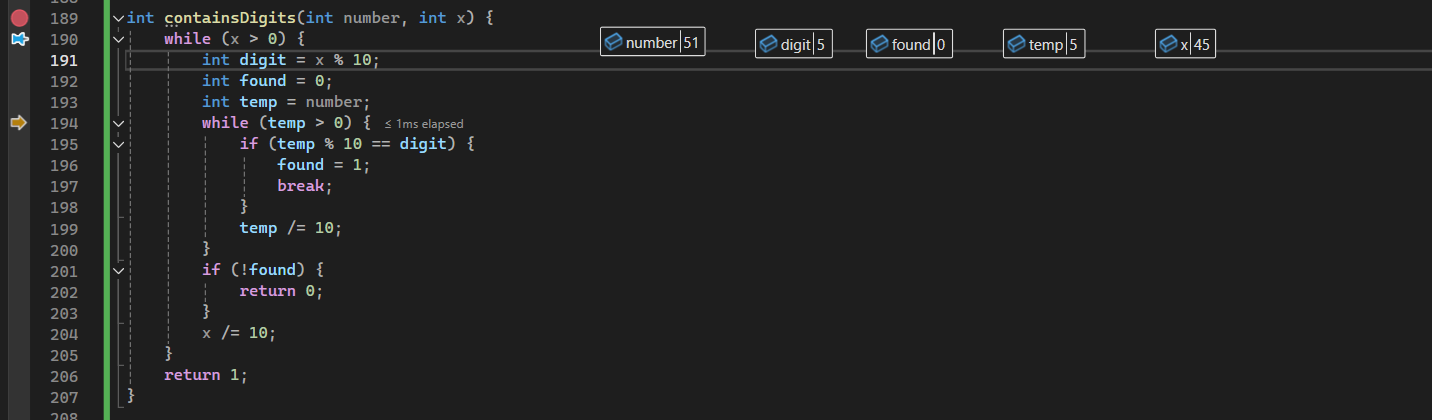 189 int containsDigits(int number, int x) {
190 while (x > 0) { number 51 digit 5 found 0 temp 5 x 45
191 int digit = x % 10;
192 int found = 0;
193 int temp = number;
194 while (temp > 0) { ≤ 1ms elapsed
195 if (temp % 10 == digit) {
196 found = 1;
197 break;
198 }
199 temp /= 10;
200 }
201 if (!found) {
202 return 0;
203 }
204 x /= 10;
205 }
206 return 1;
207 }
208